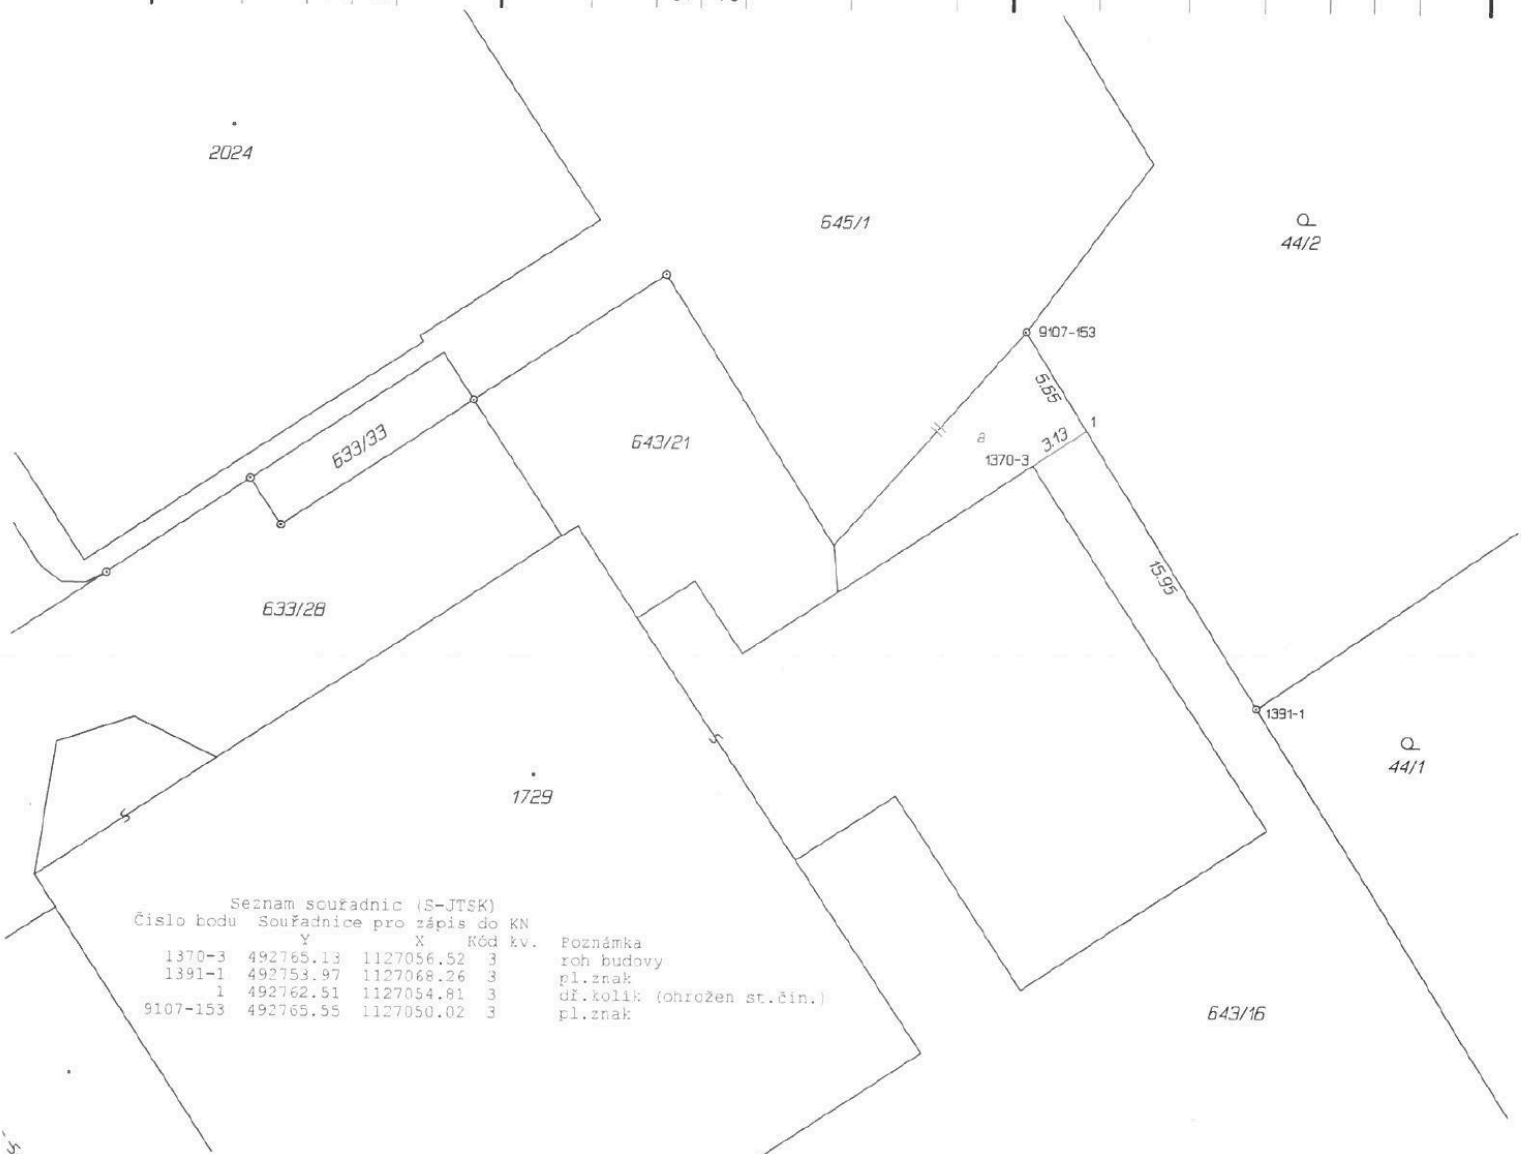 2024
645/1
44/2
9107-153
5.65
633/33
643/21
a
3.13
1
1370-3
15.95
633/28
1391-1
44/1
1729
Seznam souřadnic (S-JTSK)
Číslo bodu Souřadnice pro zápis do KN
Y X Kód kv. Poznámka
1370-3 492765.13 1127056.52 3 roh budovy
1391-1 492753.97 1127068.26 3 pl.znak
1 492762.51 1127054.81 3 dř.kolík (ohrožen st.čin.)
9107-153 492765.55 1127050.02 3 pl.znak
643/16